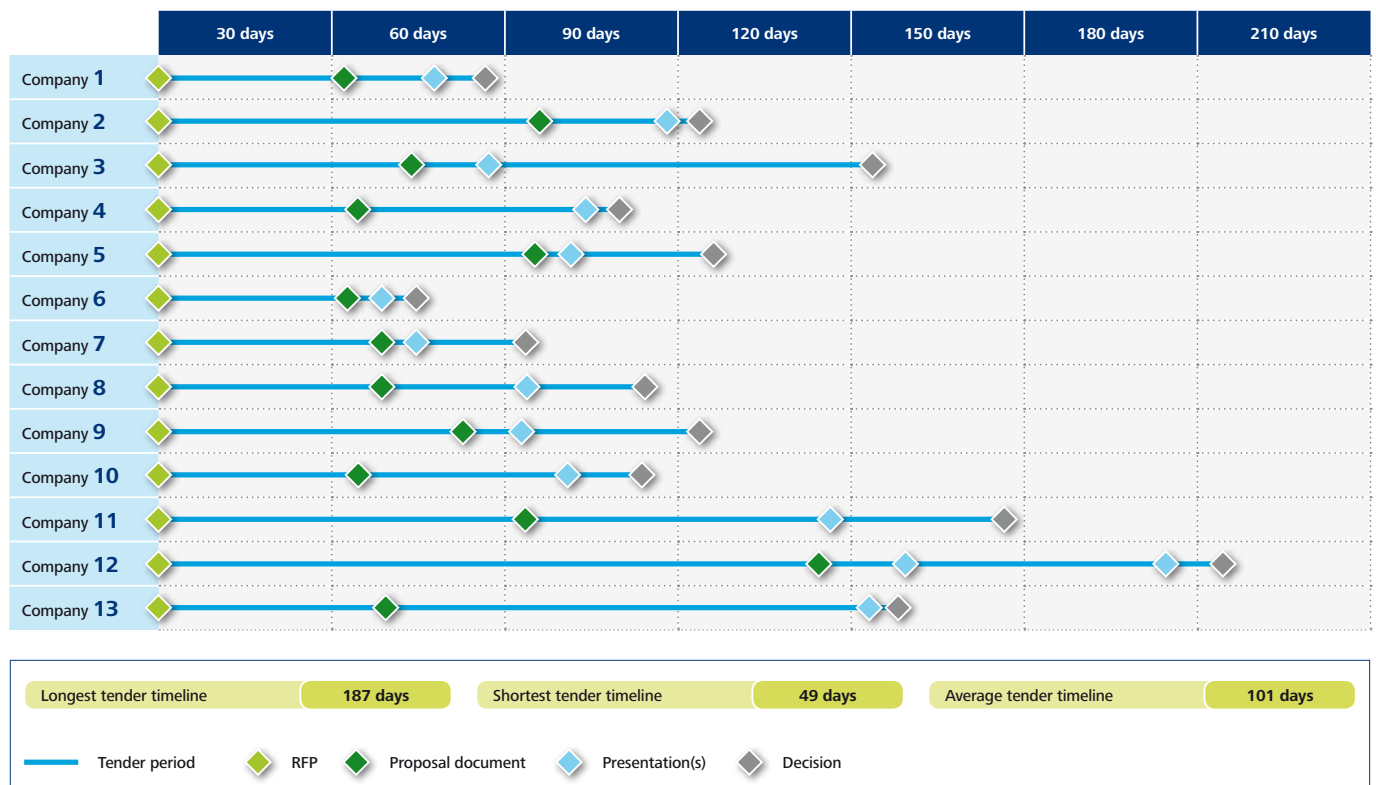 30 days 60 days 90 days 120 days 150 days 180 days 210 days
Company 1
Company 2
Company 3
Company 4
Company 5
Company 6
Company 7
Company 8
Company 9
Company 10
Company 11
Company 12
Company 13
Longest tender timeline 187 days Shortest tender timeline 49 days Average tender timeline 101 days
Tender period RFP Proposal document Presentation(s) Decision